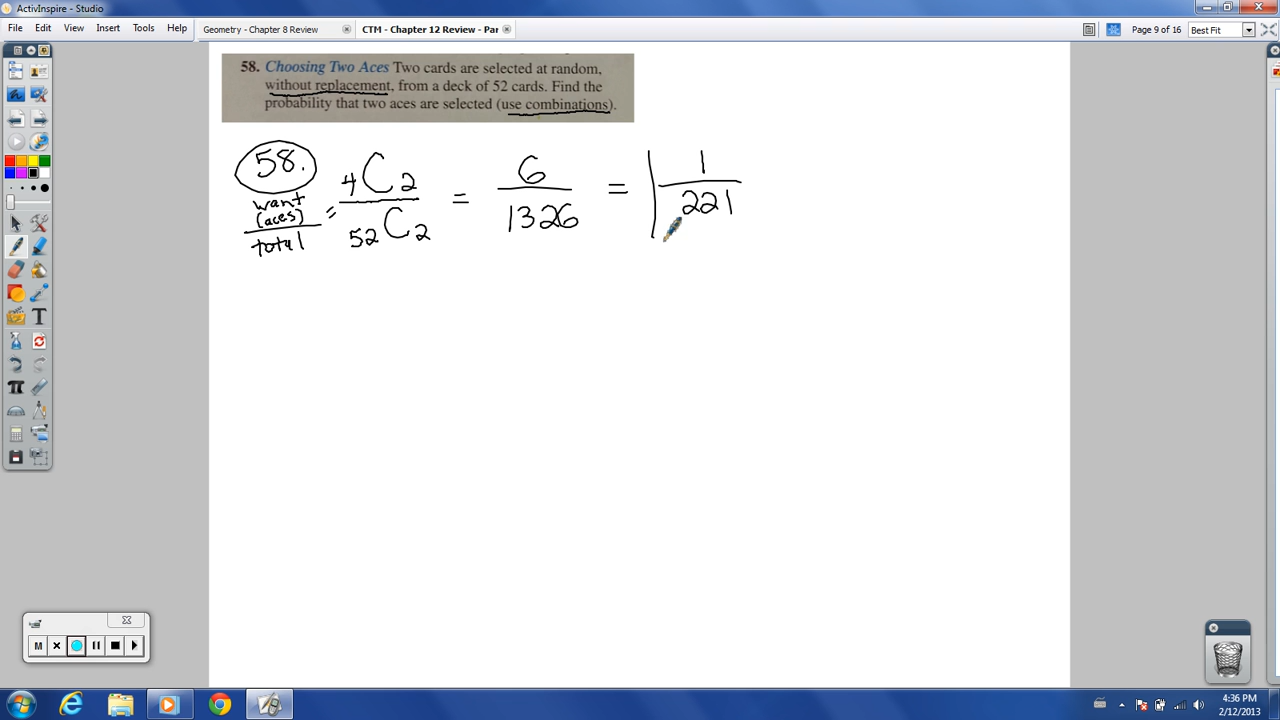 ActivInspire - Studio
File Edit View Insert Tools Help
Geometry - Chapter 8 Review
CTM - Chapter 12 Review - Par
Page 9 of 16
Best Fit
58. Choosing Two Aces Two cards are selected at random,
without replacement, from a deck of 52 cards. Find the
probability that two aces are selected (use combinations).
58.
want
(aces)
total
=
4C2
52C2
=
6
1326
=
1
221
M
4:36 PM
2/12/2013